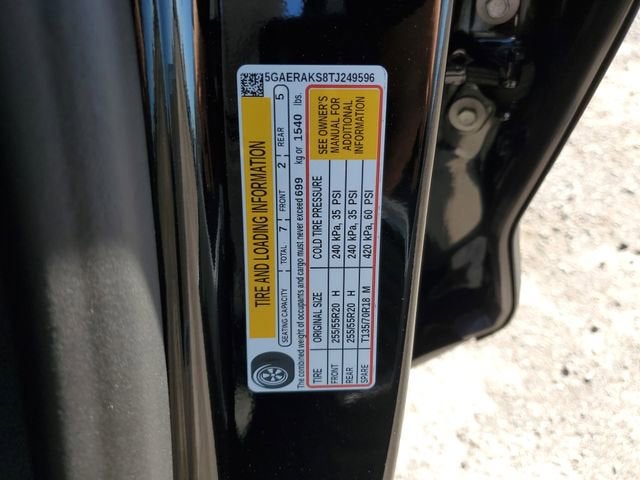 5GAERAKS8TJ249596
TIRE AND LOADING INFORMATION
SEATING CAPACITY TOTAL 7 FRONT 2 REAR 5
The combined weight of occupants and cargo must never exceed 699 kg or 1540 lbs.
TIRE ORIGINAL SIZE COLD TIRE PRESSURE
FRONT 255/55R20 H 240 kPa, 35 PSI
REAR 255/55R20 H 240 kPa, 35 PSI
SPARE T135/70R18 M 420 kPa, 60 PSI
SEE OWNER'S
MANUAL FOR
ADDITIONAL
INFORMATION